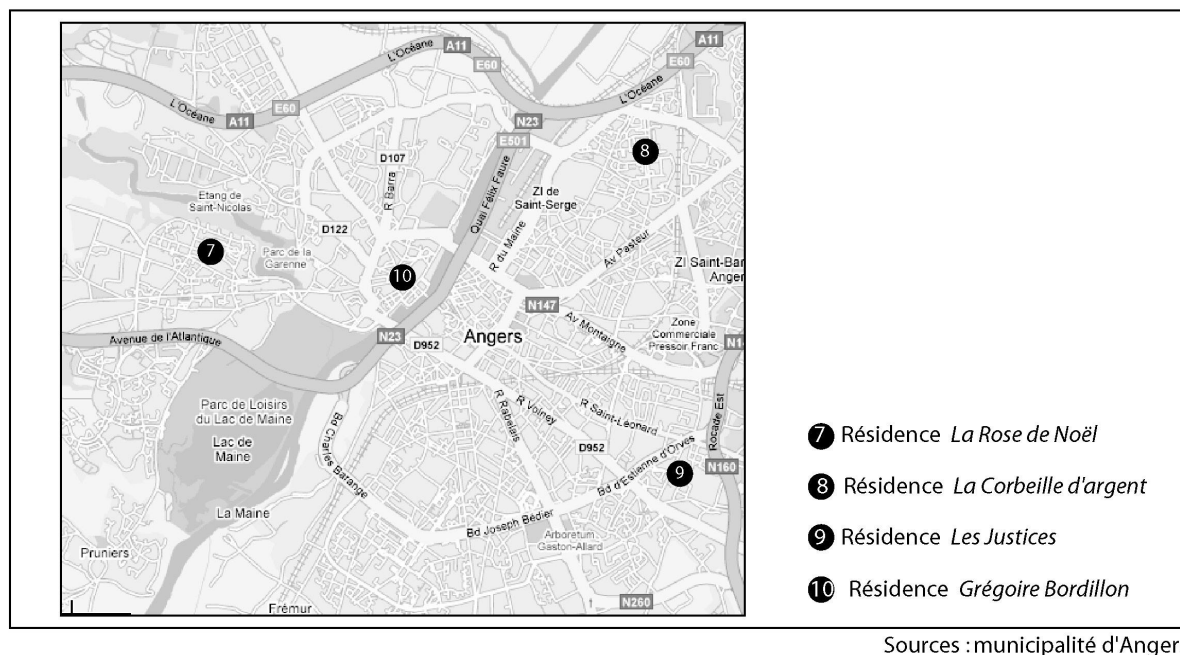 L'Océane
A11
E60
A11
E60
L'Océane
L'Océane
E60
A11
L'Océane
N23
E501
D107
R Barra
Quai Félix Faure
8
ZI de
Saint-Serge
Etang de
Saint-Nicolas
D122
7
Parc de la
Garenne
R du Maine
Av Pasteur
10
ZI Saint-Bar
Anger
N147
Avenue de l'Atlantique
N23
D952
Angers
Av Montaigne
Zone
Commerciale
Pressoir Franc
N14
Parc de Loisirs
du Lac de Maine
Lac de
Maine
Bd Charles Barange
R Rabelais
R Volney
R Saint-Léonard
Rocade Est
D952
Bd d'Estienne d'Orves
9
N160
La Maine
Bd Joseph Bédier
Arboretum
Gaston-Allard
Pruniers
Frémur
N260
7 Résidence La Rose de Noël
8 Résidence La Corbeille d'argent
9 Résidence Les Justices
10 Résidence Grégoire Bordillon
Sources : municipalité d'Anger